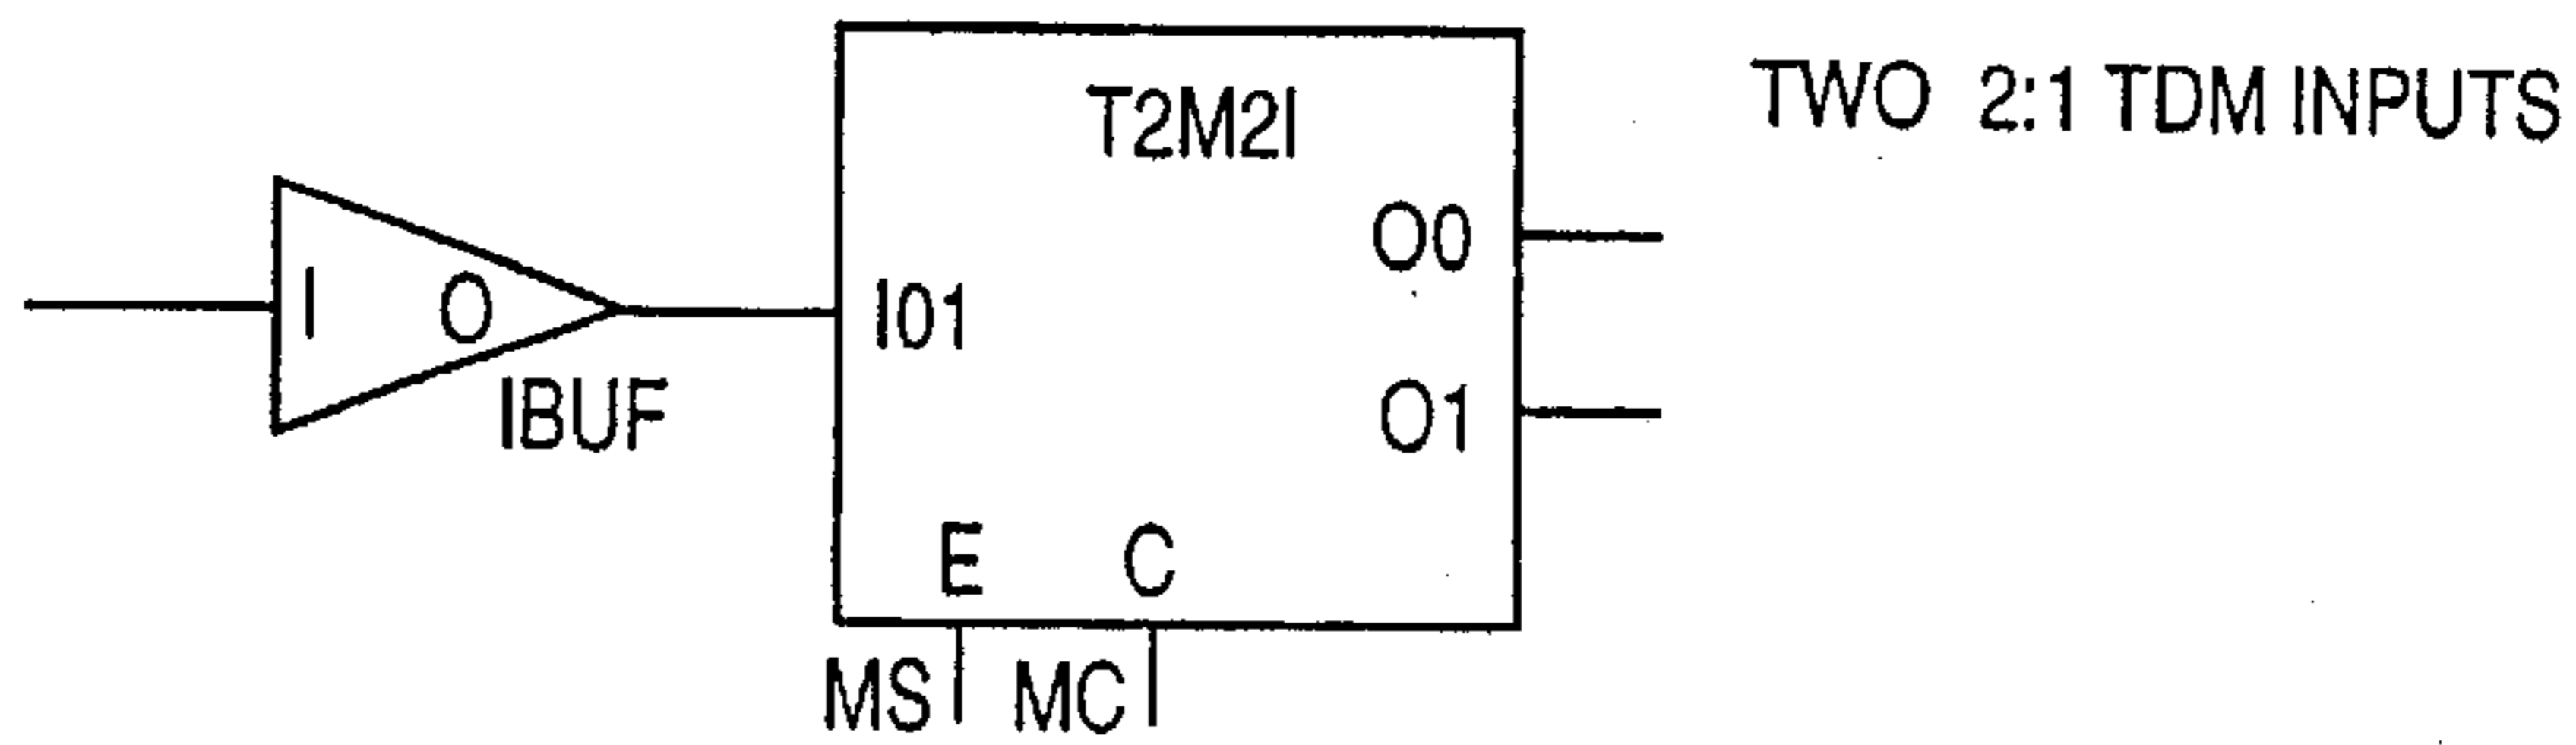 T2M2I
TWO 2:1 TDM INPUTS
O0
I O
I01
IBUF
O1
E C
MS MC